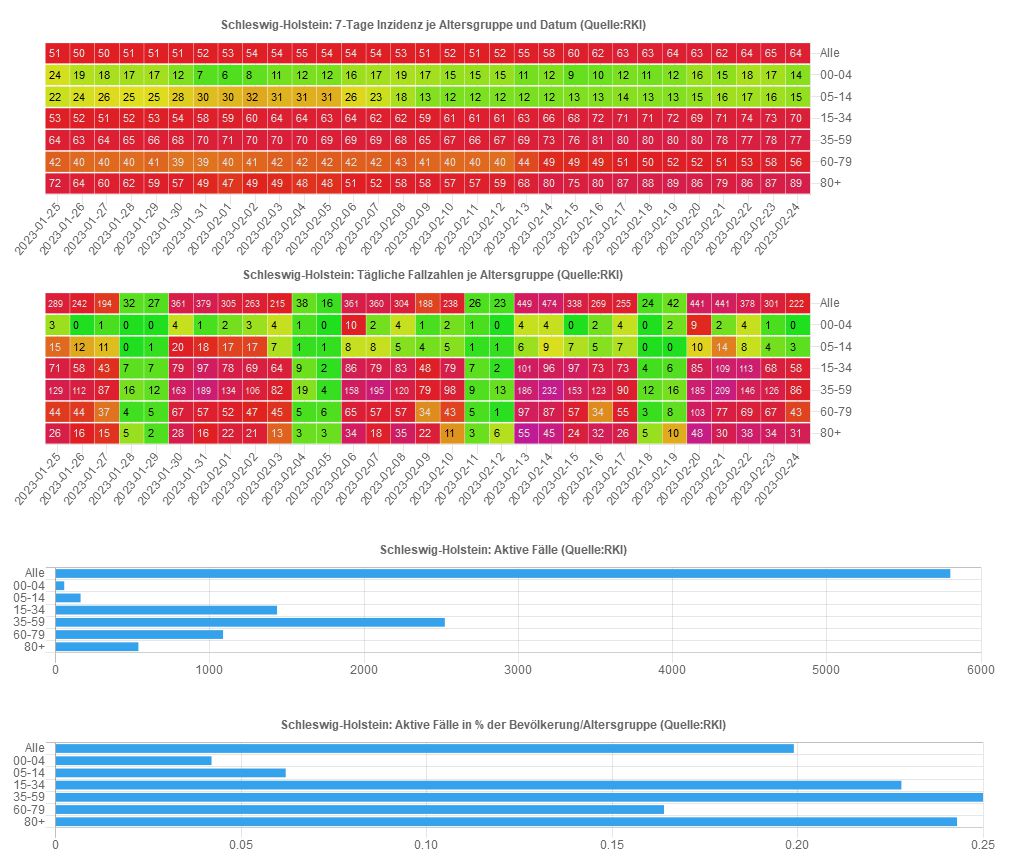 Schleswig-Holstein: 7-Tage Inzidenz je Altersgruppe und Datum (Quelle:RKI)
51 50 50 51 51 51 52 53 54 54 55 54 54 54 53 51 52 51 52 55 58 60 62 63 63 64 63 62 64 65 64 Alle
24 19 18 17 17 12 7 6 8 11 12 12 16 17 19 17 15 15 15 11 12 9 10 12 11 12 16 15 18 17 14 00-04
22 24 26 25 25 28 30 30 32 31 31 31 26 23 18 13 12 12 12 12 12 13 13 14 13 13 15 16 17 16 15 05-14
53 52 51 52 53 54 58 59 60 64 64 63 64 62 62 59 61 61 61 63 66 68 72 71 71 72 69 71 74 73 70 15-34
64 63 64 65 66 68 70 71 70 70 70 69 69 69 68 65 67 66 67 69 73 76 81 80 80 80 80 78 77 78 77 35-59
42 40 40 40 41 39 39 40 41 42 42 42 42 42 43 41 40 40 40 44 49 49 49 51 50 52 52 51 53 58 56 60-79
72 64 60 62 59 57 49 47 49 49 48 48 51 52 58 58 57 57 59 68 80 75 80 87 88 89 86 79 86 87 89 80+
2023-01-25 2023-01-26 2023-01-27 2023-01-28 2023-01-29 2023-01-30 2023-01-31 2023-02-01 2023-02-02 2023-02-03 2023-02-04 2023-02-05 2023-02-06 2023-02-07 2023-02-08 2023-02-09 2023-02-10 2023-02-11 2023-02-12 2023-02-13 2023-02-14 2023-02-15 2023-02-16 2023-02-17 2023-02-18 2023-02-19 2023-02-20 2023-02-21 2023-02-22 2023-02-23 2023-02-24
Schleswig-Holstein: Tägliche Fallzahlen je Altersgruppe (Quelle:RKI)
289 242 194 32 27 361 379 305 263 215 38 16 361 360 304 188 238 26 23 449 474 338 269 255 24 42 441 441 378 301 222 Alle
3 0 1 0 0 4 1 2 3 4 1 0 10 2 4 1 2 1 0 4 4 0 2 4 0 2 9 2 4 1 0 00-04
15 12 11 0 1 20 18 17 17 7 1 1 8 8 5 4 5 1 1 6 9 7 5 7 0 0 10 14 8 4 3 05-14
71 58 43 7 7 79 97 78 69 64 9 2 86 79 83 48 79 7 2 101 96 97 73 73 4 6 85 109 113 68 58 15-34
129 112 87 16 12 163 189 134 106 82 19 4 158 195 120 79 98 9 13 186 232 153 123 90 12 16 185 209 146 126 86 35-59
44 44 37 4 5 67 57 52 47 45 5 6 65 57 57 34 43 5 1 97 87 57 34 55 3 8 103 77 69 67 43 60-79
26 16 15 5 2 28 16 22 21 13 3 3 34 18 35 22 11 3 6 55 45 24 32 26 5 10 48 30 38 34 31 80+
2023-01-25 2023-01-26 2023-01-27 2023-01-28 2023-01-29 2023-01-30 2023-01-31 2023-02-01 2023-02-02 2023-02-03 2023-02-04 2023-02-05 2023-02-06 2023-02-07 2023-02-08 2023-02-09 2023-02-10 2023-02-11 2023-02-12 2023-02-13 2023-02-14 2023-02-15 2023-02-16 2023-02-17 2023-02-18 2023-02-19 2023-02-20 2023-02-21 2023-02-22 2023-02-23 2023-02-24
Schleswig-Holstein: Aktive Fälle (Quelle:RKI)
Alle
00-04
05-14
15-34
35-59
60-79
80+
0 1000 2000 3000 4000 5000 6000
Schleswig-Holstein: Aktive Fälle in % der Bevölkerung/Altersgruppe (Quelle:RKI)
Alle
00-04
05-14
15-34
35-59
60-79
80+
0 0.05 0.10 0.15 0.20 0.25